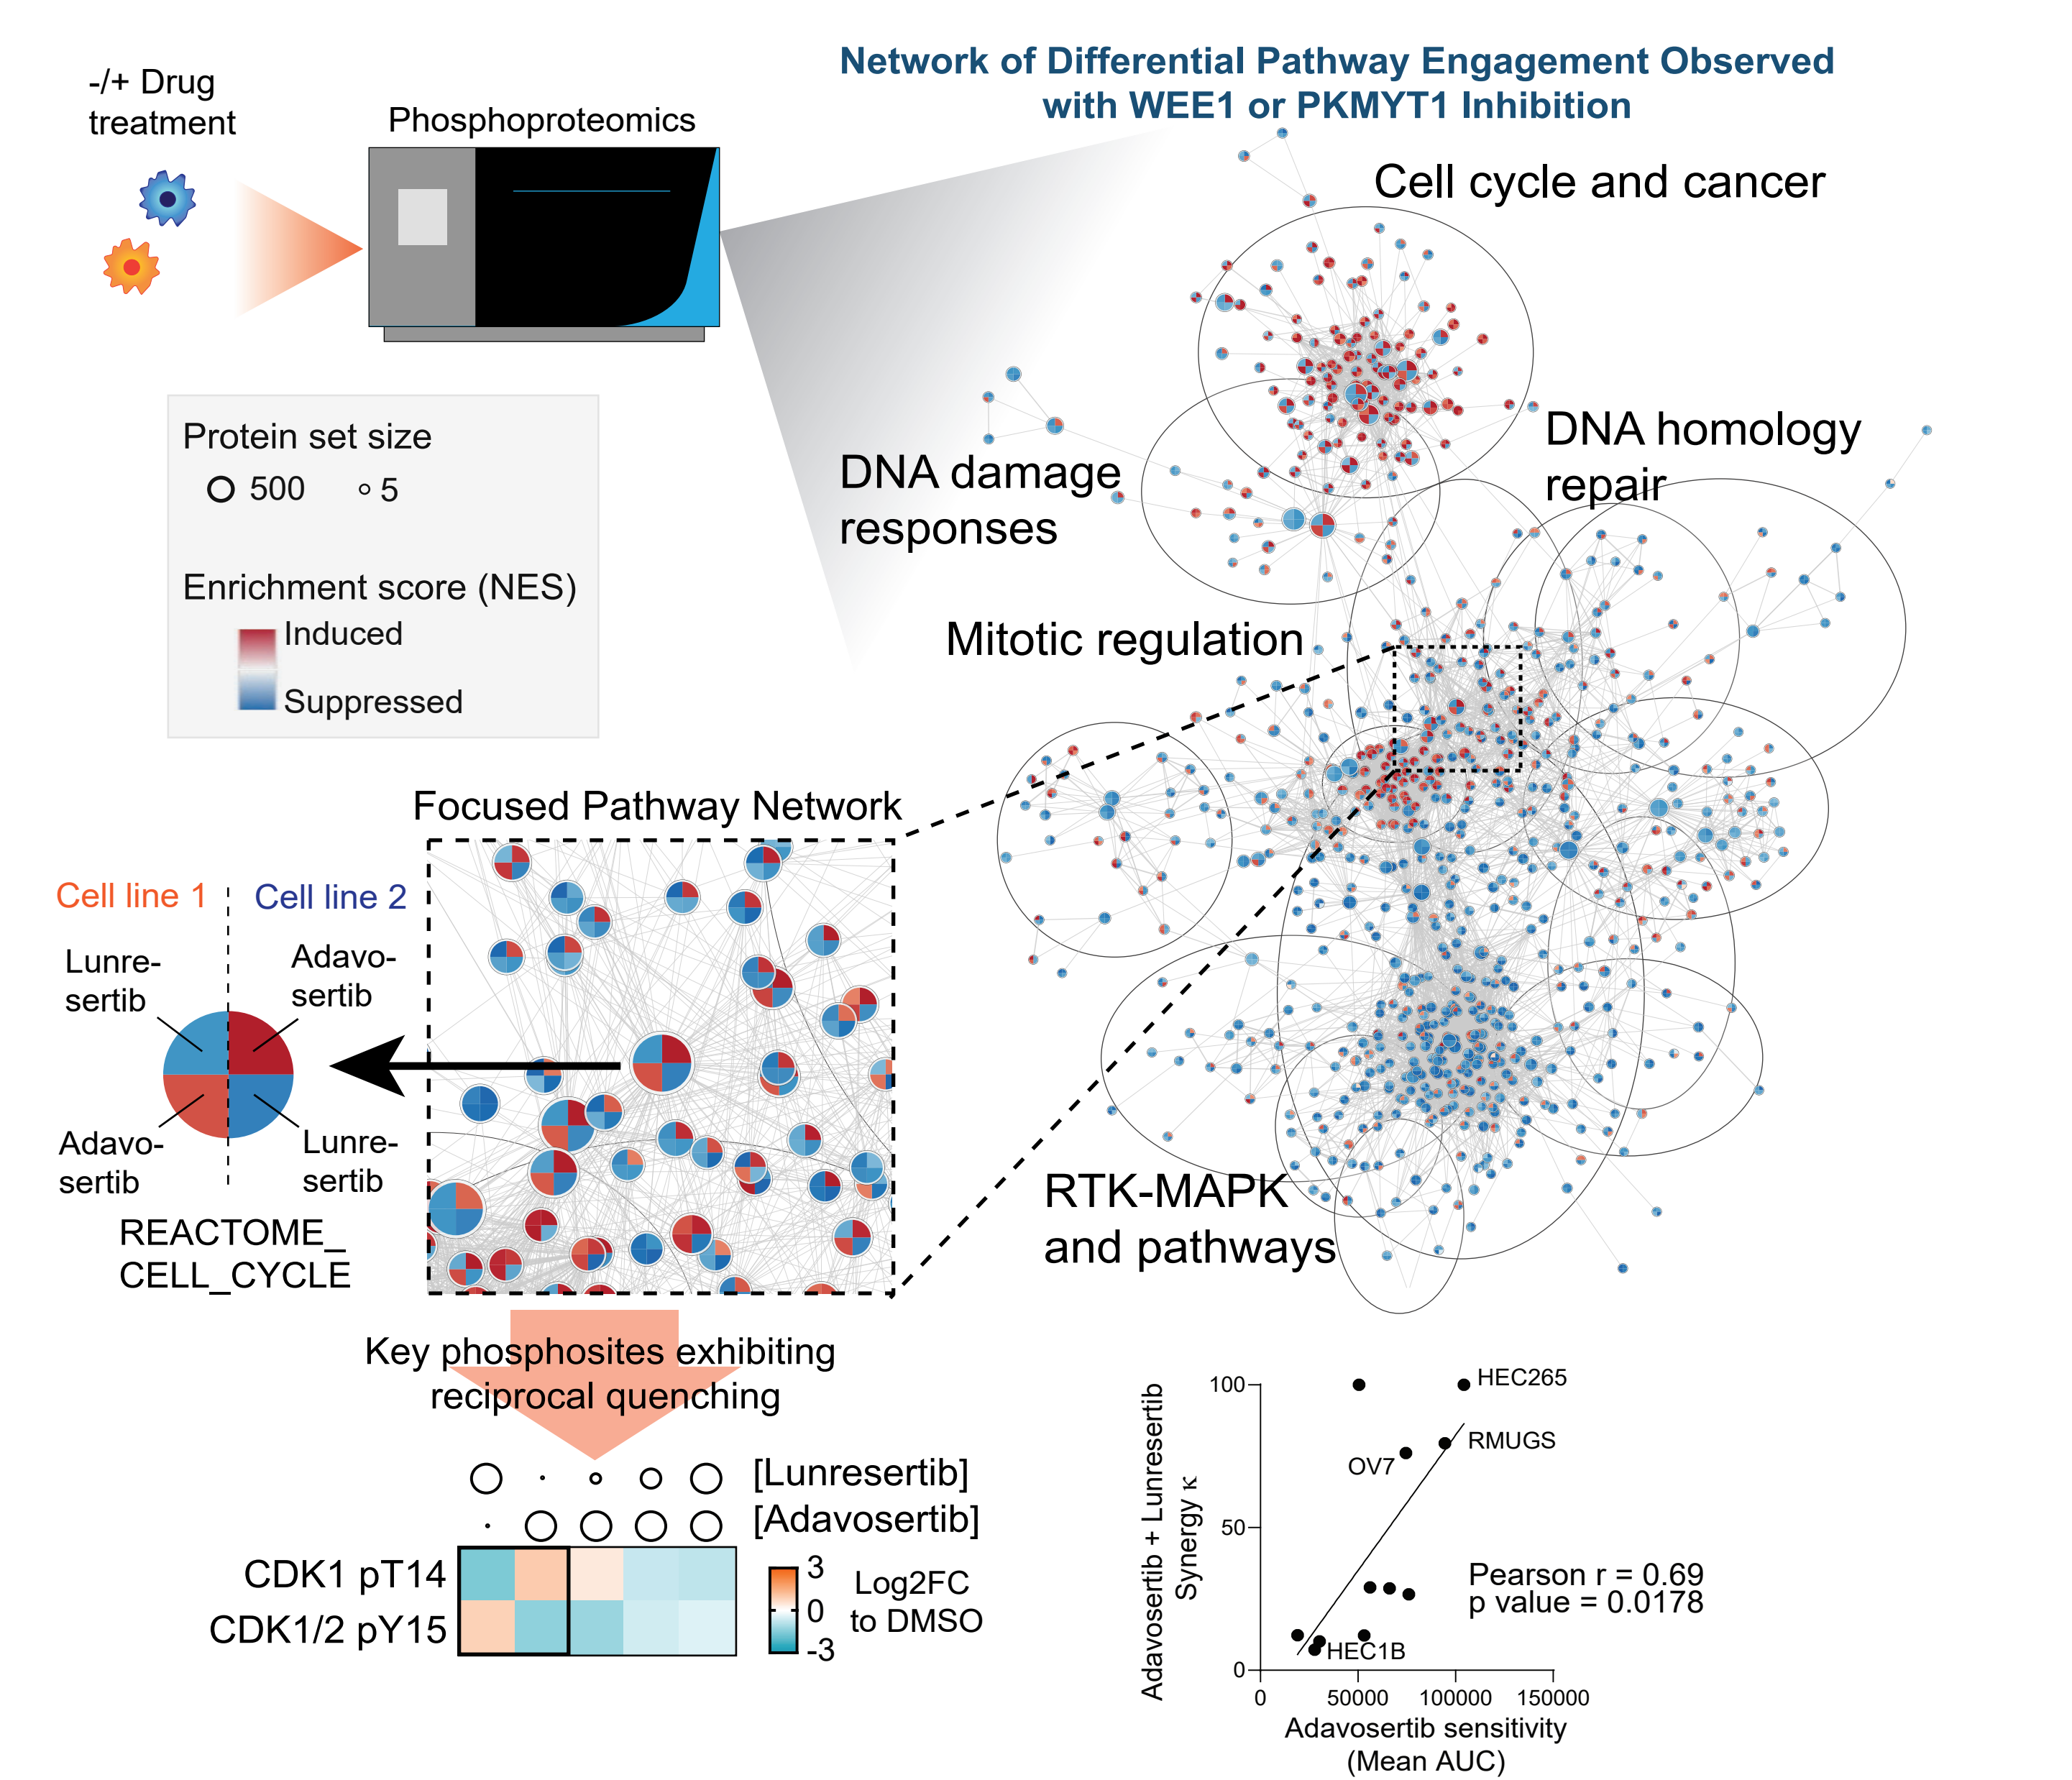 Network of Differential Pathway Engagement Observed
with WEE1 or PKMYT1 Inhibition
-/+ Drug
treatment
Phosphoproteomics
Cell cycle and cancer
DNA homology
repair
DNA damage
responses
Mitotic regulation
RTK-MAPK
and pathways
Protein set size
500
5
Enrichment score (NES)
Induced
Suppressed
Focused Pathway Network
Cell line 1
Cell line 2
Lunre-
sertib
Adavo-
sertib
Adavo-
sertib
Lunre-
sertib
REACTOME_
CELL_CYCLE
Key phosphosites exhibiting
reciprocal quenching
[Lunresertib]
[Adavosertib]
CDK1 pT14
CDK1/2 pY15
3
0
-3
Log2FC
to DMSO
Adavosertib + Lunresertib
Synergy κ
100
50
0
HEC265
RMUGS
OV7
HEC1B
Pearson r = 0.69
p value = 0.0178
0
50000
100000
150000
Adavosertib sensitivity
(Mean AUC)